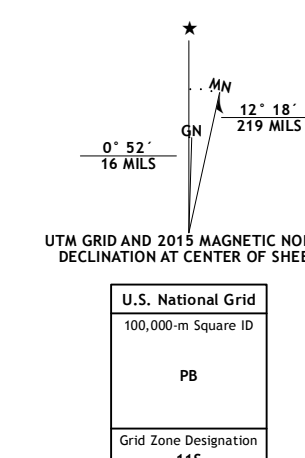 ★
MN
GN
12° 18´
219 MILS
0° 52´
16 MILS
UTM GRID AND 2015 MAGNETIC NO
DECLINATION AT CENTER OF SHEE
U.S. National Grid
100,000-m Square ID
PB
Grid Zone Designation
11S